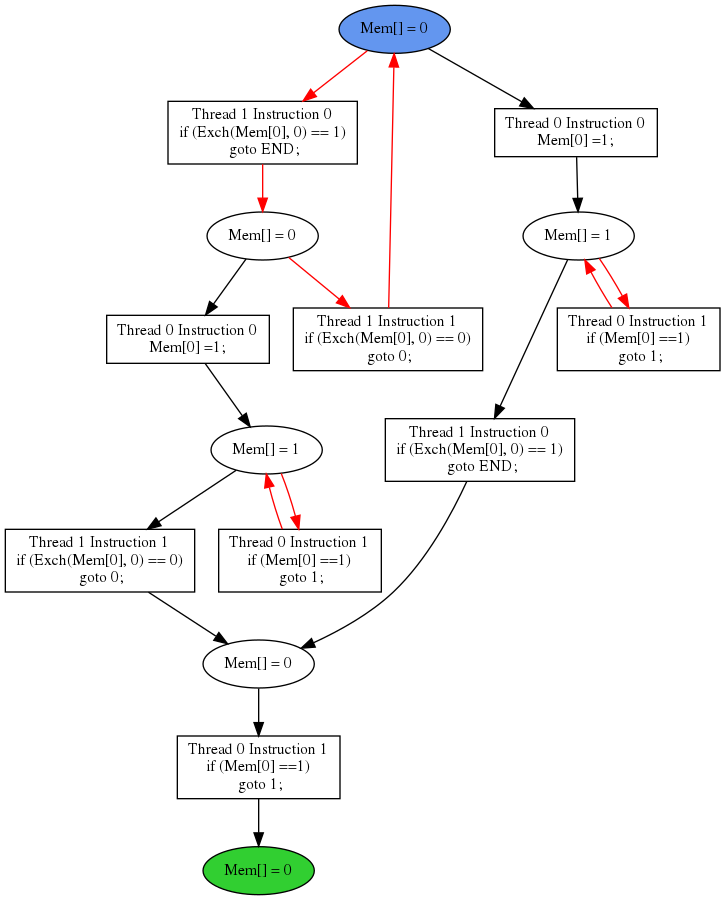 Mem[] = 0
Thread 1 Instruction 0
if (Exch(Mem[0], 0) == 1)
goto END;
Thread 0 Instruction 0
Mem[0] =1;
Mem[] = 0
Mem[] = 1
Thread 0 Instruction 0
Mem[0] =1;
Thread 1 Instruction 1
if (Exch(Mem[0], 0) == 0)
goto 0;
Thread 0 Instruction 1
if (Mem[0] ==1)
goto 1;
Mem[] = 1
Thread 1 Instruction 0
if (Exch(Mem[0], 0) == 1)
goto END;
Thread 1 Instruction 1
if (Exch(Mem[0], 0) == 0)
goto 0;
Thread 0 Instruction 1
if (Mem[0] ==1)
goto 1;
Mem[] = 0
Thread 0 Instruction 1
if (Mem[0] ==1)
goto 1;
Mem[] = 0